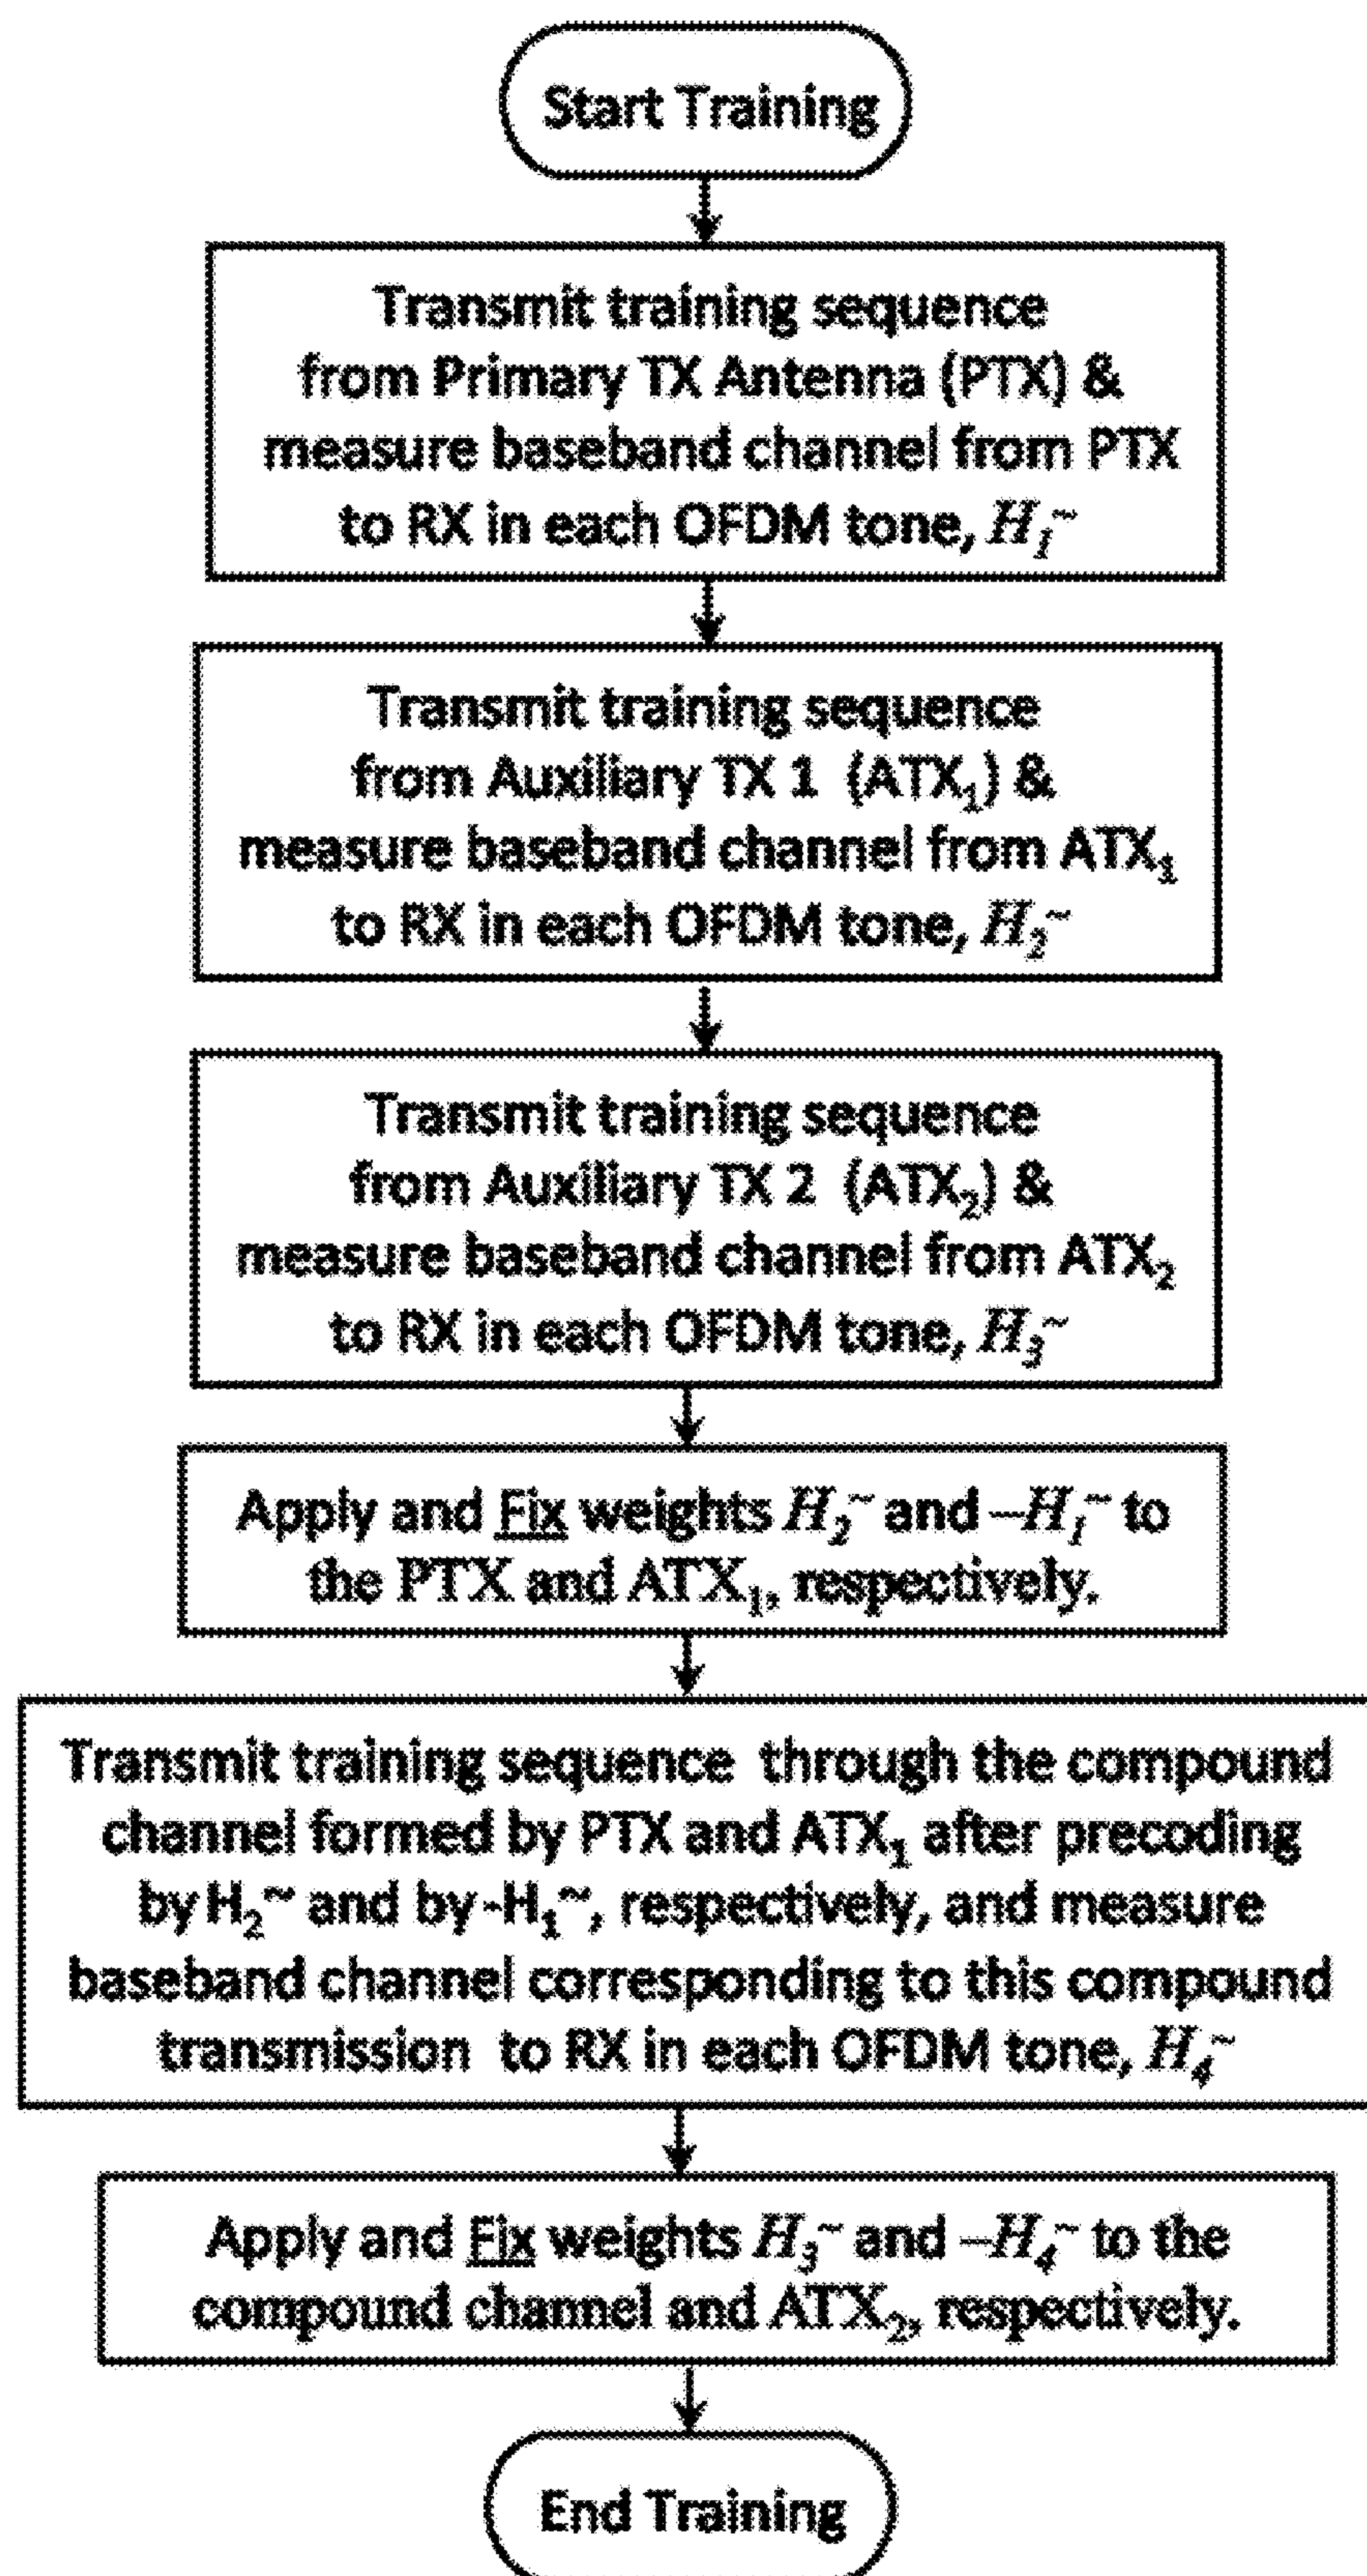 Start Training
Transmit training sequence
from Primary TX Antenna (PTX) &
measure baseband channel from PTX
to RX in each OFDM tone, H₁~
Transmit training sequence
from Auxiliary TX 1 (ATX₁) &
measure baseband channel from ATX₁
to RX in each OFDM tone, H₂~
Transmit training sequence
from Auxiliary TX 2 (ATX₂) &
measure baseband channel from ATX₂
to RX in each OFDM tone, H₃~
Apply and Fix weights H₂~ and –H₁~ to
the PTX and ATX₁, respectively.
Transmit training sequence through the compound
channel formed by PTX and ATX₁ after precoding
by H₂~ and by -H₁~, respectively, and measure
baseband channel corresponding to this compound
transmission to RX in each OFDM tone, H₄~
Apply and Fix weights H₃~ and –H₄~ to the
compound channel and ATX₂, respectively.
End Training